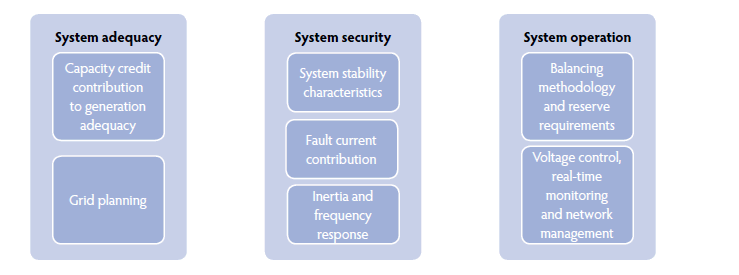 System adequacy
Capacity credit
contribution
to generation
adequacy
Grid planning
System security
System stability
characteristics
Fault current
contribution
Inertia and
frequency
response
System operation
Balancing
methodology
and reserve
requirements
Voltage control,
real-time
monitoring
and network
management